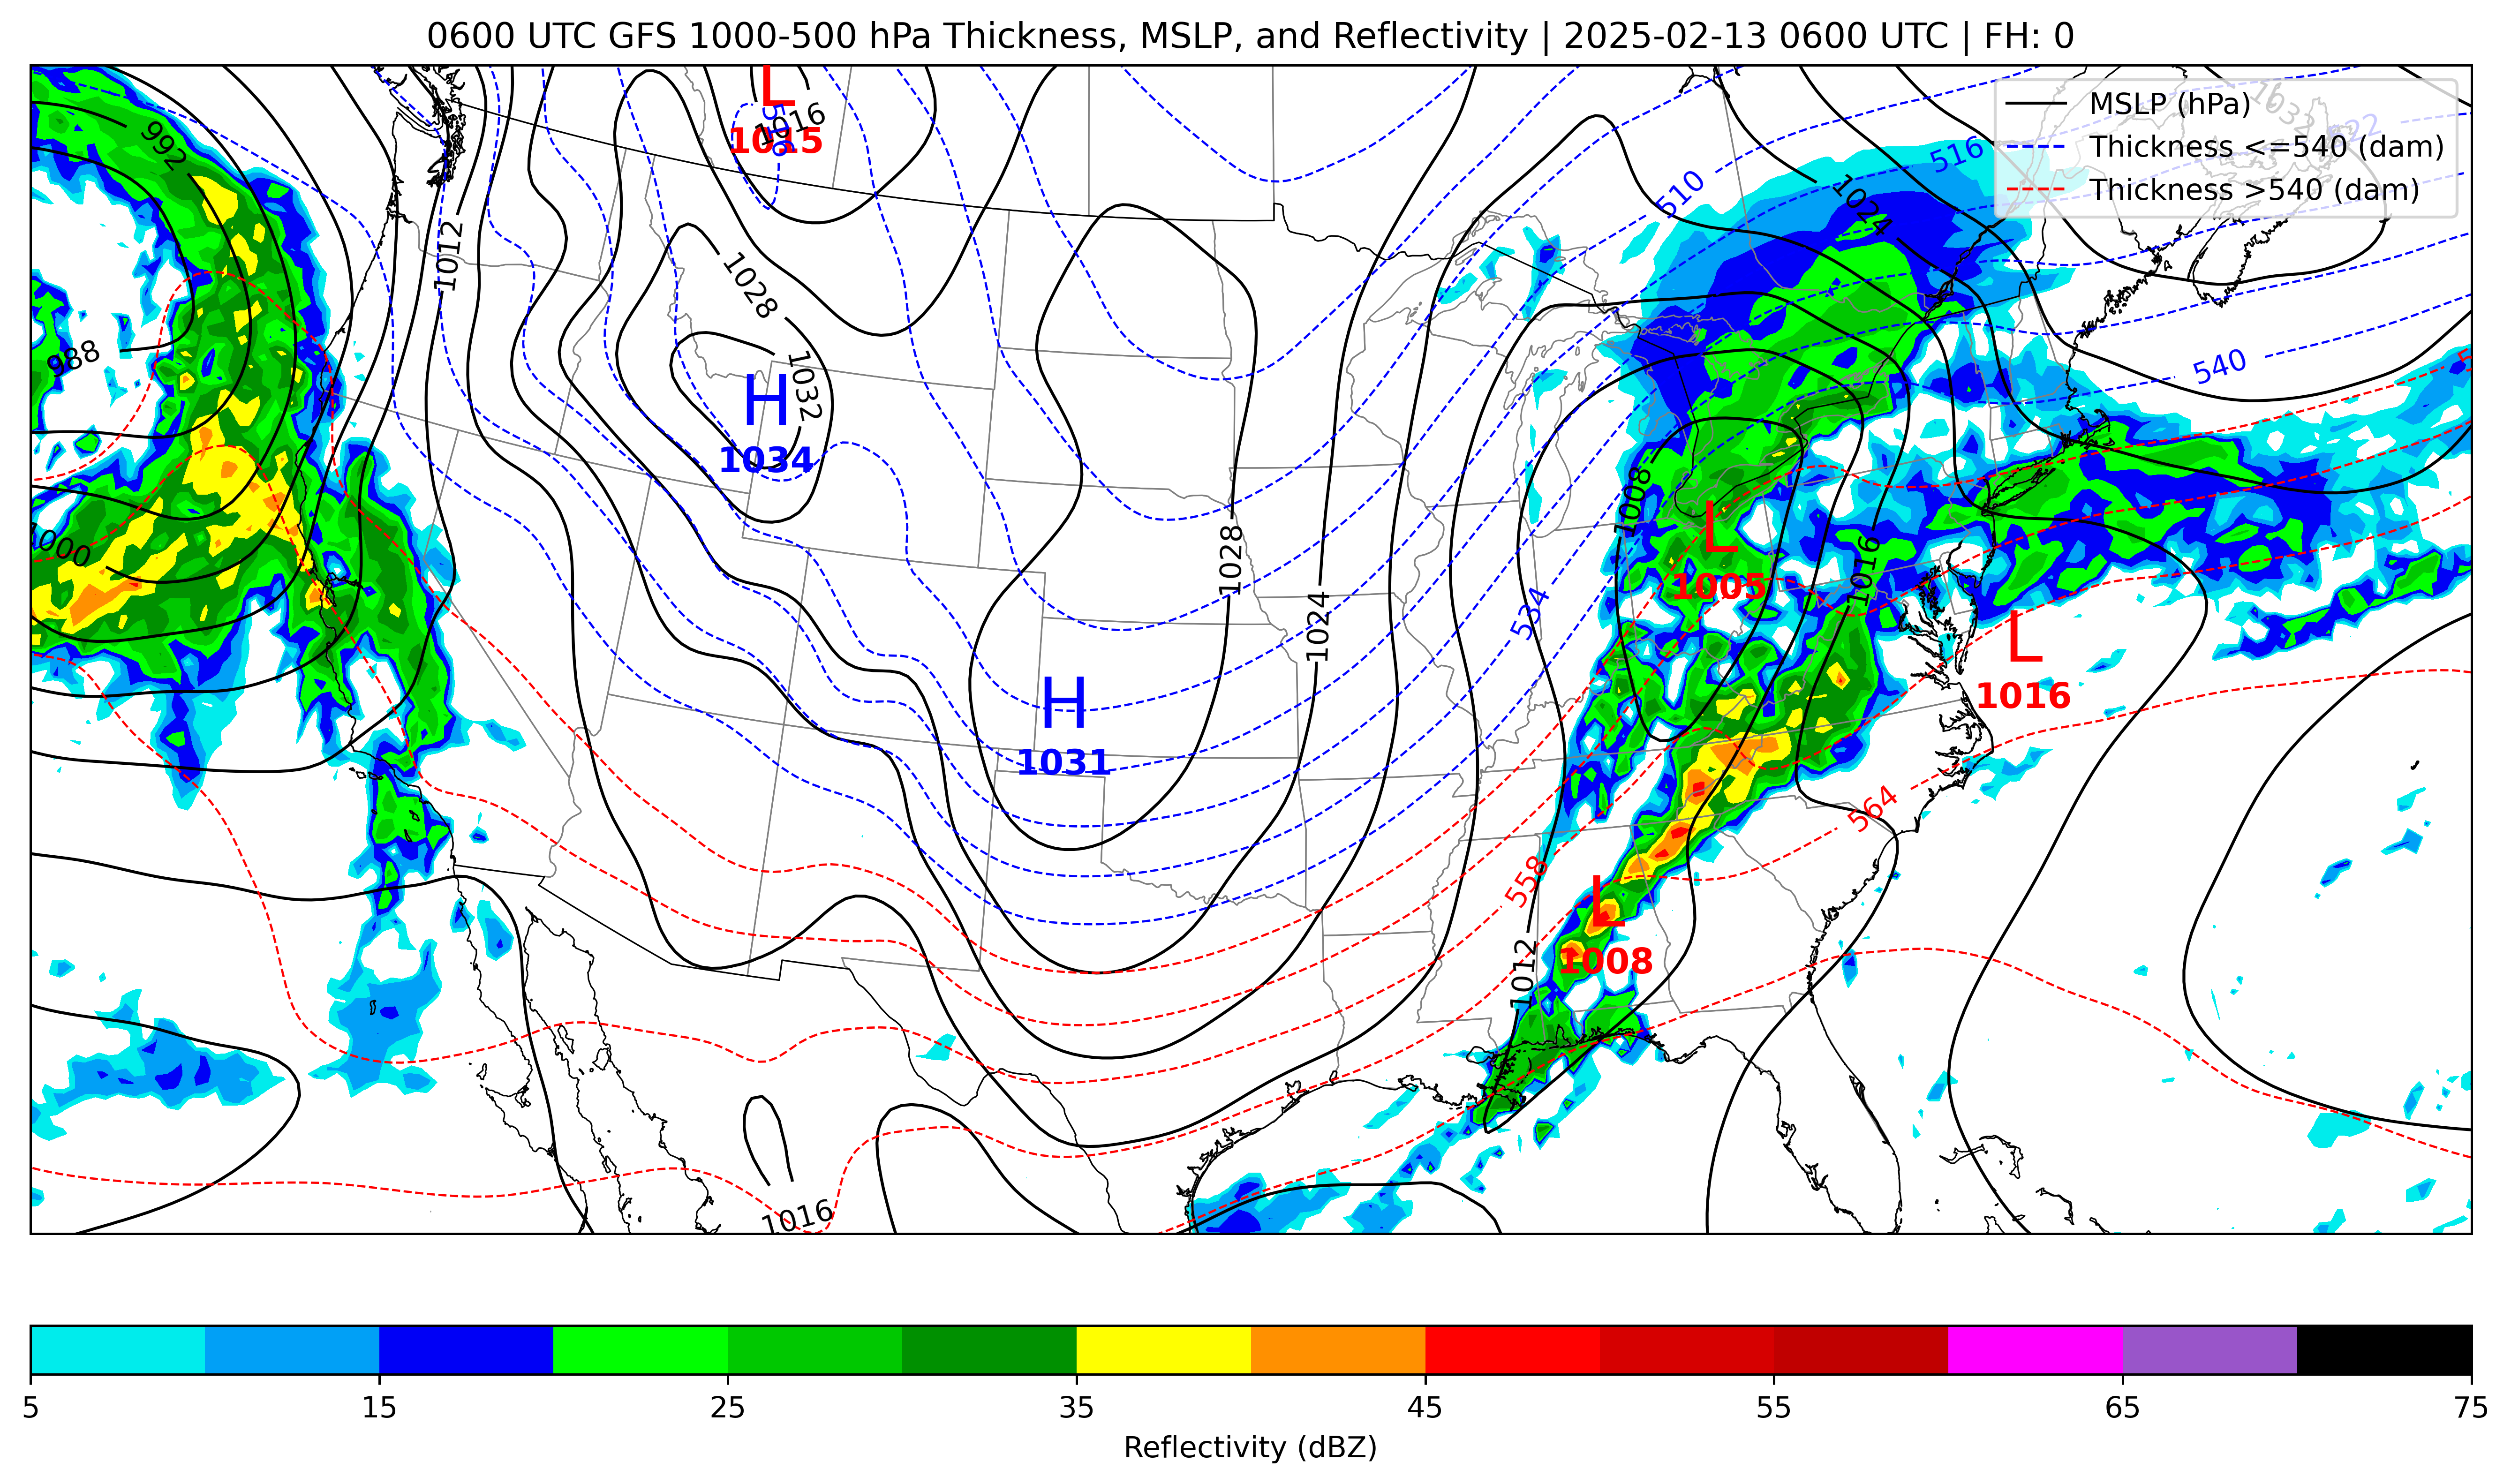 0600 UTC GFS 1000-500 hPa Thickness, MSLP, and Reflectivity | 2025-02-13 0600 UTC | FH: 0
MSLP (hPa)
Thickness <=540 (dam)
Thickness >540 (dam)
L
1015
1016
516
510
522
992
1012
1028
1024
988
H
1034
1032
540
1000
1008
L
1005
1016
1028
1024
534
L
1016
H
1031
564
558
L
1008
1012
1016
5 15 25 35 45 55 65 75
Reflectivity (dBZ)